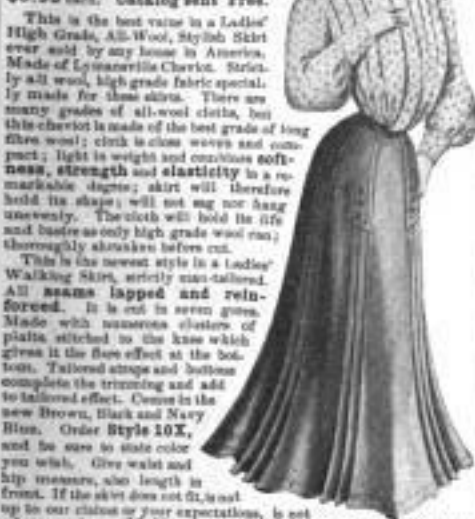 each. Catalog sent Free.
This is the best value in a Ladies'
High Grade, All-Wool, Stylish Skirt
ever sold by any house in America.
Made of Lymansville Cheviot. Strict-
ly all wool, high grade fabric special-
ly made for these skirts. There are
many grades of all-wool cloths, but
this cheviot is made of the best grade of long
fibre wool; cloth is close woven and com-
pact; light in weight and combines soft-
ness, strength and elasticity in a re-
markable degree; skirt will therefore
hold its shape; will not sag nor hang
unevenly. The cloth will hold its life
and lustre as only high grade wool can;
thoroughly shrunken before cut.
This is the newest style in a Ladies'
Walking Skirt, strictly man-tailored.
All seams lapped and rein-
forced. It is cut in seven gores.
Made with numerous clusters of
plaits stitched to the knee which
gives it the flare effect at the bot-
tom. Tailored straps and buttons
complete the trimming and add
to tailored effect. Comes in the
new Brown, Black and Navy
Blue. Order Style 10X,
and be sure to state color
you wish. Give waist and
hip measure, also length in
front. If the skirt does not fit, is not
up to our claims or your expectations, is not